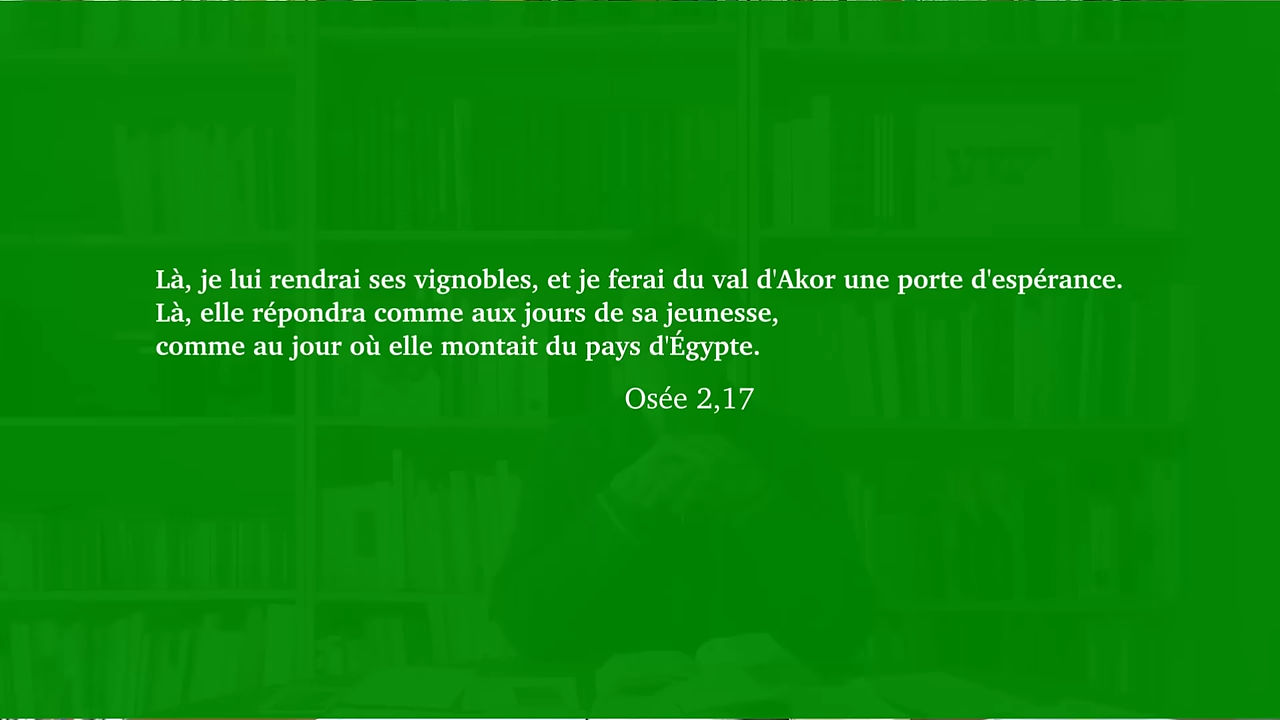 Là, je lui rendrai ses vignobles, et je ferai du val d'Akor une porte d'espérance.
Là, elle répondra comme aux jours de sa jeunesse,
comme au jour où elle montait du pays d'Égypte.
Osée 2,17